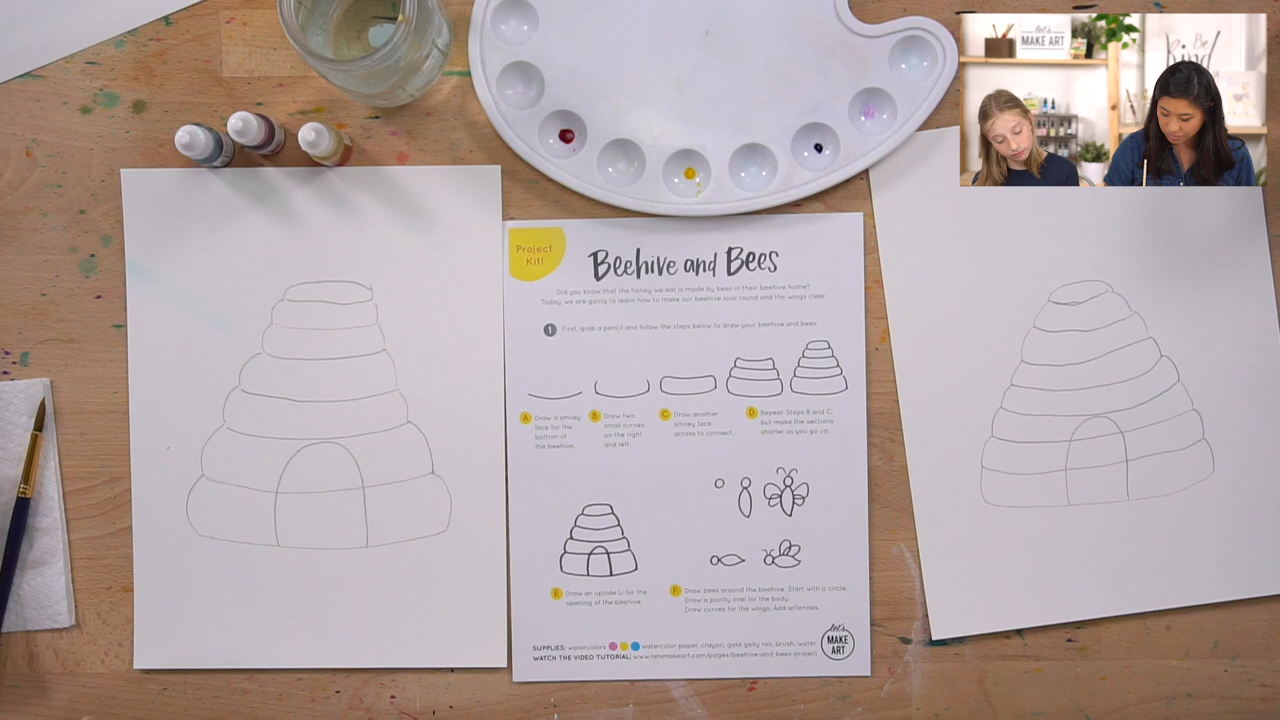 let's
MAKE ART
Be
Kind
Project
Kit!
Beehive and Bees
Did you know that the honey we eat is made by bees in their beehive home?
Today we are going to learn how to make our beehive look round and the wings clear.
1 First, grab a pencil and follow the steps below to draw your beehive and bees.
A Draw a smiley
face for the
bottom of
the beehive.
B Draw two
small curves
on the right
and left.
C Draw another
smiley face
across to connect.
D Repeat Steps B and C,
but make the sections
shorter as you go up.
E Draw an upside U for the
opening of the beehive.
F Draw bees around the beehive. Start with a circle.
Draw a pointy oval for the body.
Draw curves for the wings. Add antennas.
SUPPLIES: watercolors watercolor paper, crayon, gold gelly roll, brush, water
WATCH THE VIDEO TUTORIAL: www.letsmakeart.com/pages/beehive-and-bees-project
let's
MAKE
ART